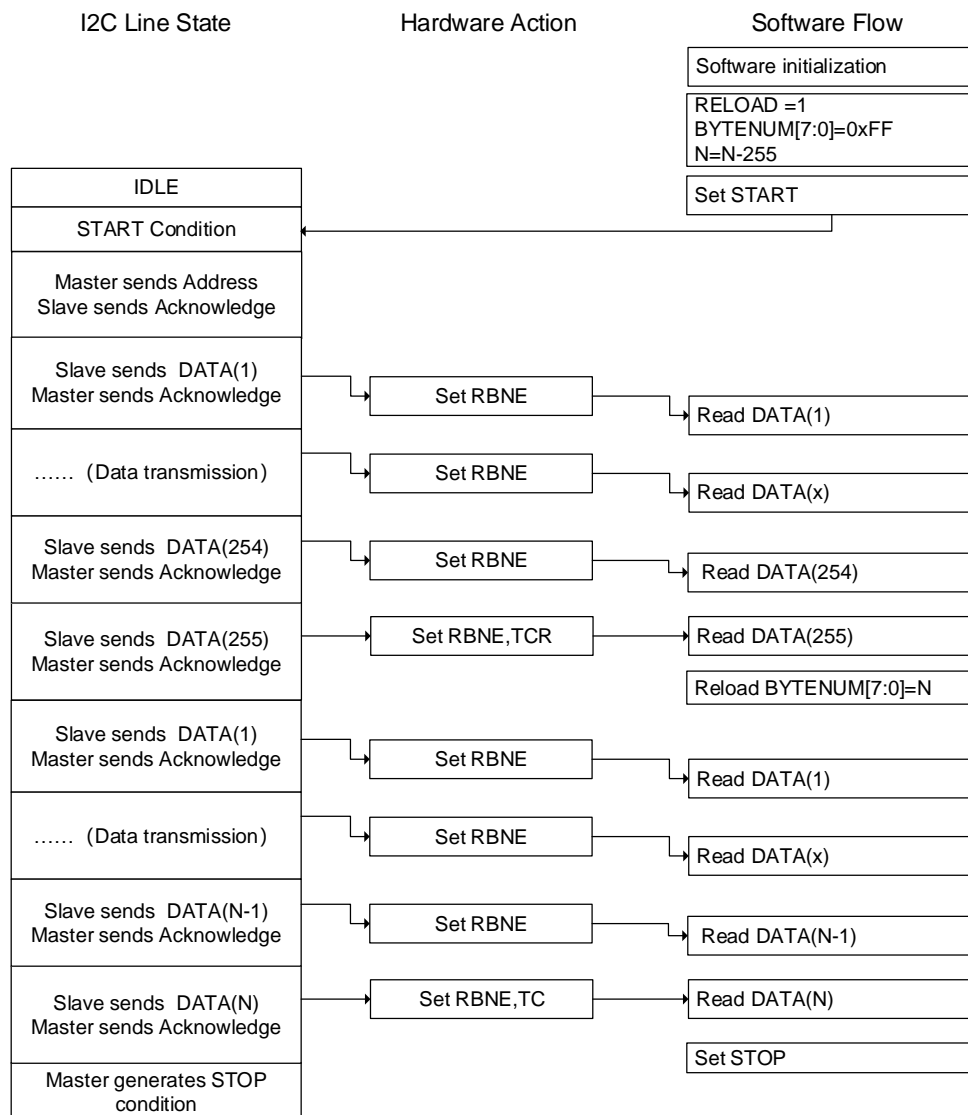 I2C Line State
Hardware Action
Software Flow
Software initialization
RELOAD =1
BYTENUM[7:0]=0xFF
N=N-255
IDLE
Set START
START Condition
Master sends Address
Slave sends Acknowledge
Slave sends DATA(1)
Master sends Acknowledge
Set RBNE
Read DATA(1)
…… (Data transmission)
Set RBNE
Read DATA(x)
Slave sends DATA(254)
Master sends Acknowledge
Set RBNE
Read DATA(254)
Slave sends DATA(255)
Master sends Acknowledge
Set RBNE,TCR
Read DATA(255)
Reload BYTENUM[7:0]=N
Slave sends DATA(1)
Master sends Acknowledge
Set RBNE
Read DATA(1)
…… (Data transmission)
Set RBNE
Read DATA(x)
Slave sends DATA(N-1)
Master sends Acknowledge
Set RBNE
Read DATA(N-1)
Slave sends DATA(N)
Master sends Acknowledge
Set RBNE,TC
Read DATA(N)
Set STOP
Master generates STOP
condition